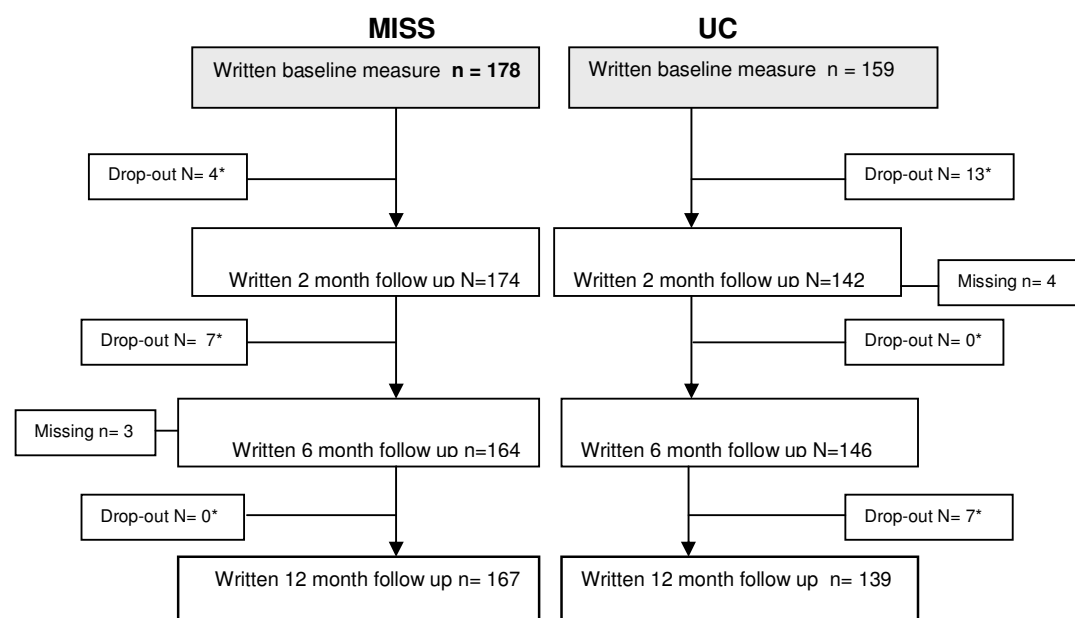 MISS UC
Written baseline measure n = 178 Written baseline measure n = 159
Drop-out N= 4* Drop-out N= 13*
Written 2 month follow up N=174 Written 2 month follow up N=142
Missing n= 4
Drop-out N= 7* Drop-out N= 0*
Missing n= 3
Written 6 month follow up n=164 Written 6 month follow up N=146
Drop-out N= 0* Drop-out N= 7*
Written 12 month follow up n= 167 Written 12 month follow up n= 139